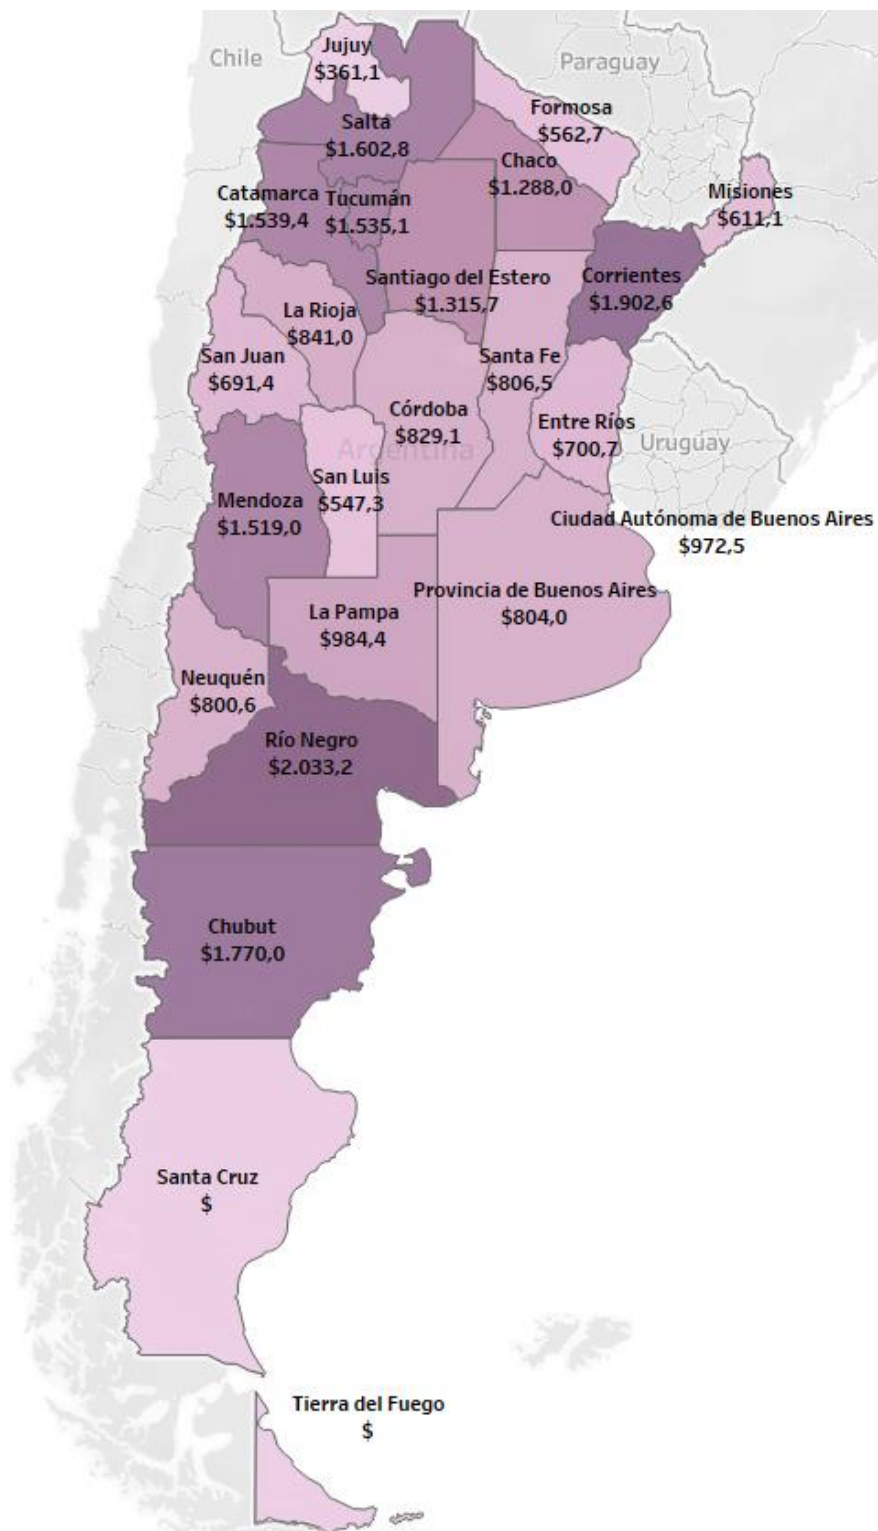 Jujuy
$361,1
Chile
Paraguay
Formosa
$562,7
Salta
$1.602,8
Chaco
$1.288,0
Catamarca
$1.539,4
Tucumán
$1.535,1
Misiones
$611,1
Santiago del Estero
$1.315,7
Corrientes
$1.902,6
La Rioja
$841,0
San Juan
$691,4
Santa Fe
$806,5
Córdoba
$829,1
Entre Ríos
$700,7
Uruguay
Argentina
San Luis
$547,3
Mendoza
$1.519,0
Ciudad Autónoma de Buenos Aires
$972,5
Provincia de Buenos Aires
$804,0
La Pampa
$984,4
Neuquén
$800,6
Río Negro
$2.033,2
Chubut
$1.770,0
Santa Cruz
$
Tierra del Fuego
$